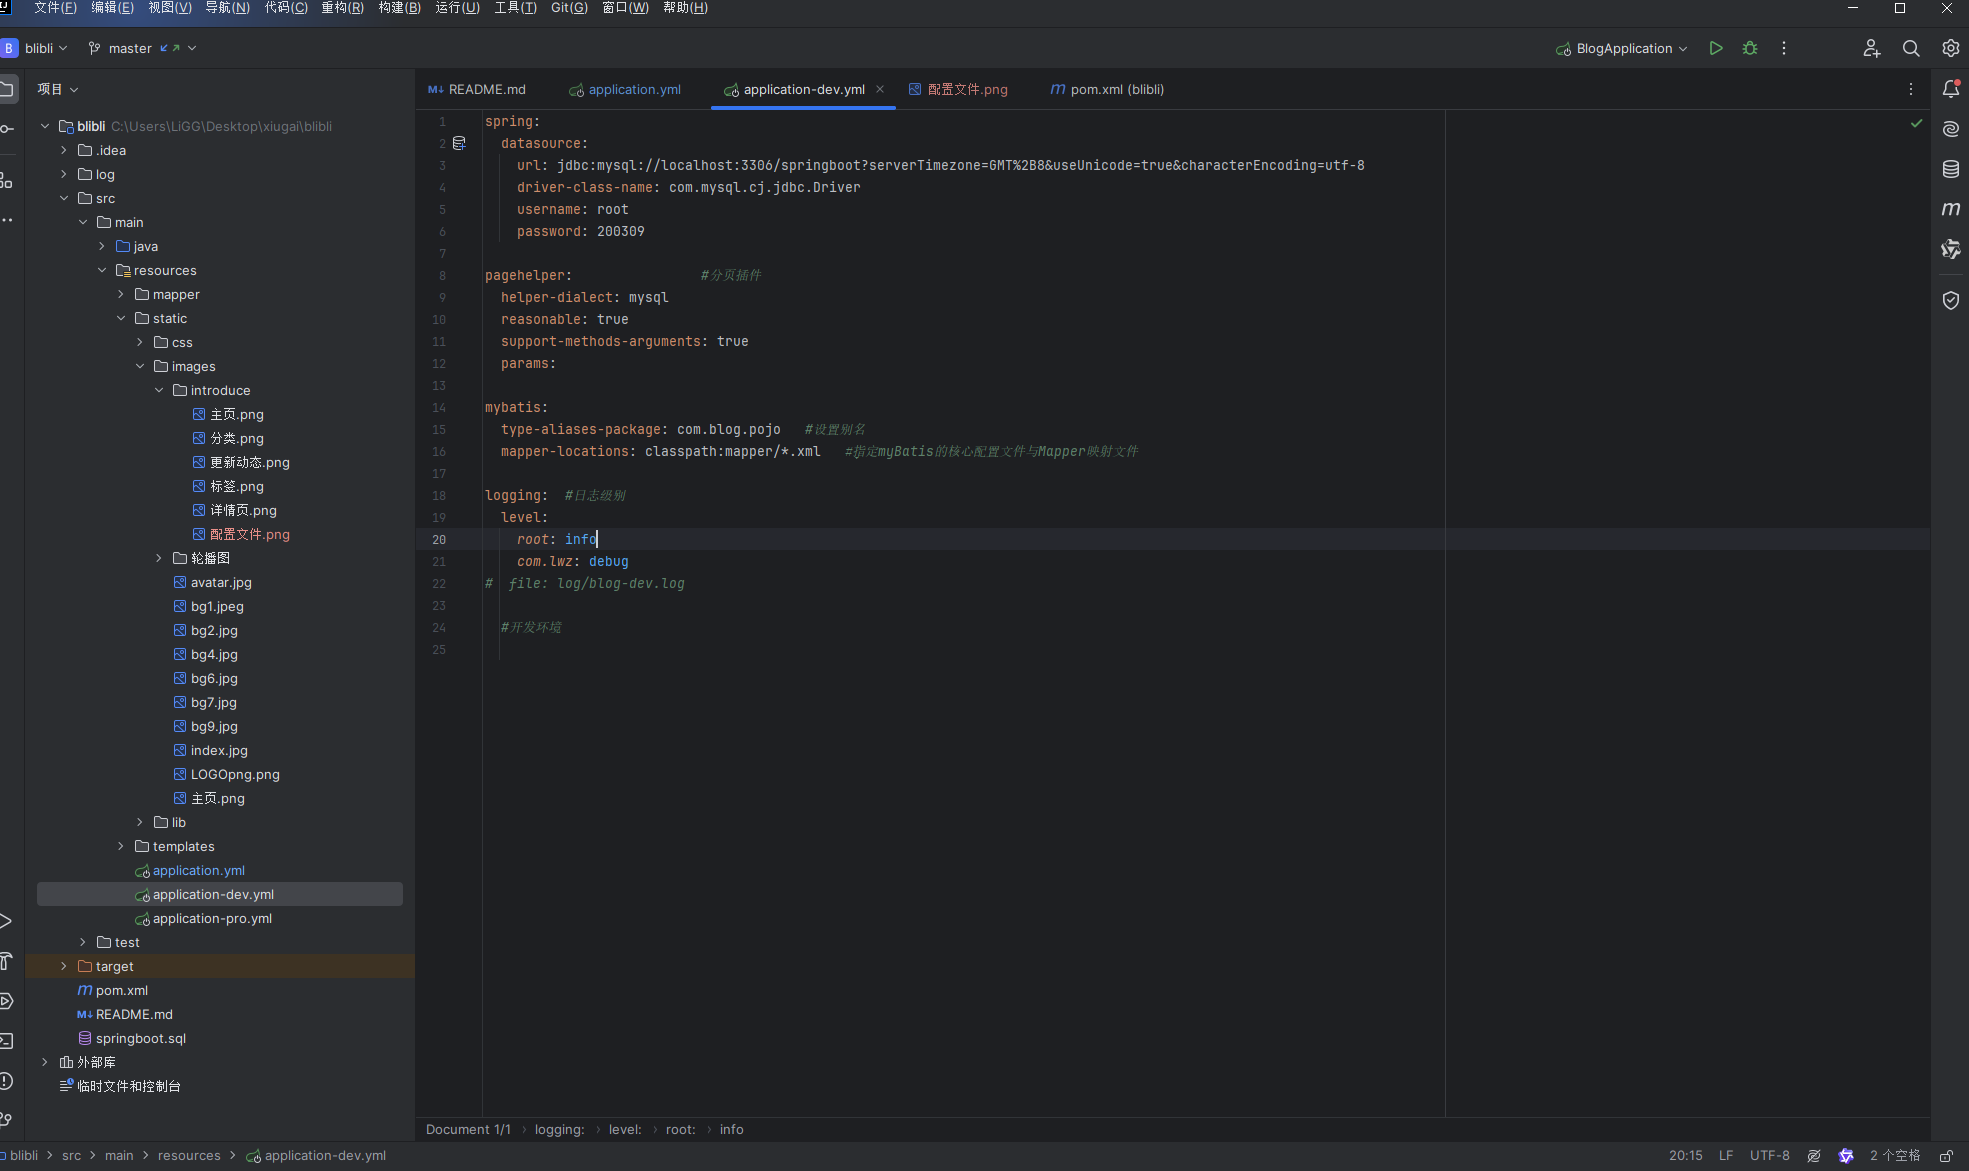 文件(F) 编辑(E) 视图(V) 导航(N) 代码(C) 重构(R) 构建(B) 运行(U) 工具(T) Git(G) 窗口(W) 帮助(H)
B blibli master BlogApplication
项目
blibli C:\Users\LiGG\Desktop\xiugai\blibli
.idea
log
src
main
java
resources
mapper
static
css
images
introduce
主页.png
分类.png
更新动态.png
标签.png
详情页.png
配置文件.png
轮播图
avatar.jpg
bg1.jpeg
bg2.jpg
bg4.jpg
bg6.jpg
bg7.jpg
bg9.jpg
index.jpg
LOGOpng.png
主页.png
lib
templates
application.yml
application-dev.yml
application-pro.yml
test
target
pom.xml
README.md
springboot.sql
外部库
临时文件和控制台
README.md application.yml application-dev.yml 配置文件.png pom.xml (blibli)
1 spring:
2 datasource:
3 url: jdbc:mysql://localhost:3306/springboot?serverTimezone=GMT%2B8&useUnicode=true&characterEncoding=utf-8
4 driver-class-name: com.mysql.cj.jdbc.Driver
5 username: root
6 password: 200309
7
8 pagehelper: #分页插件
9 helper-dialect: mysql
10 reasonable: true
11 support-methods-arguments: true
12 params:
13
14 mybatis:
15 type-aliases-package: com.blog.pojo #设置别名
16 mapper-locations: classpath:mapper/*.xml #指定myBatis的核心配置文件与Mapper映射文件
17
18 logging: #日志级别
19 level:
20 root: info
21 com.lwz: debug
22 # file: log/blog-dev.log
23
24 #开发环境
25
Document 1/1 › logging: › level: › root: › info
blibli > src > main > resources > application-dev.yml 20:15 LF UTF-8 2 个空格